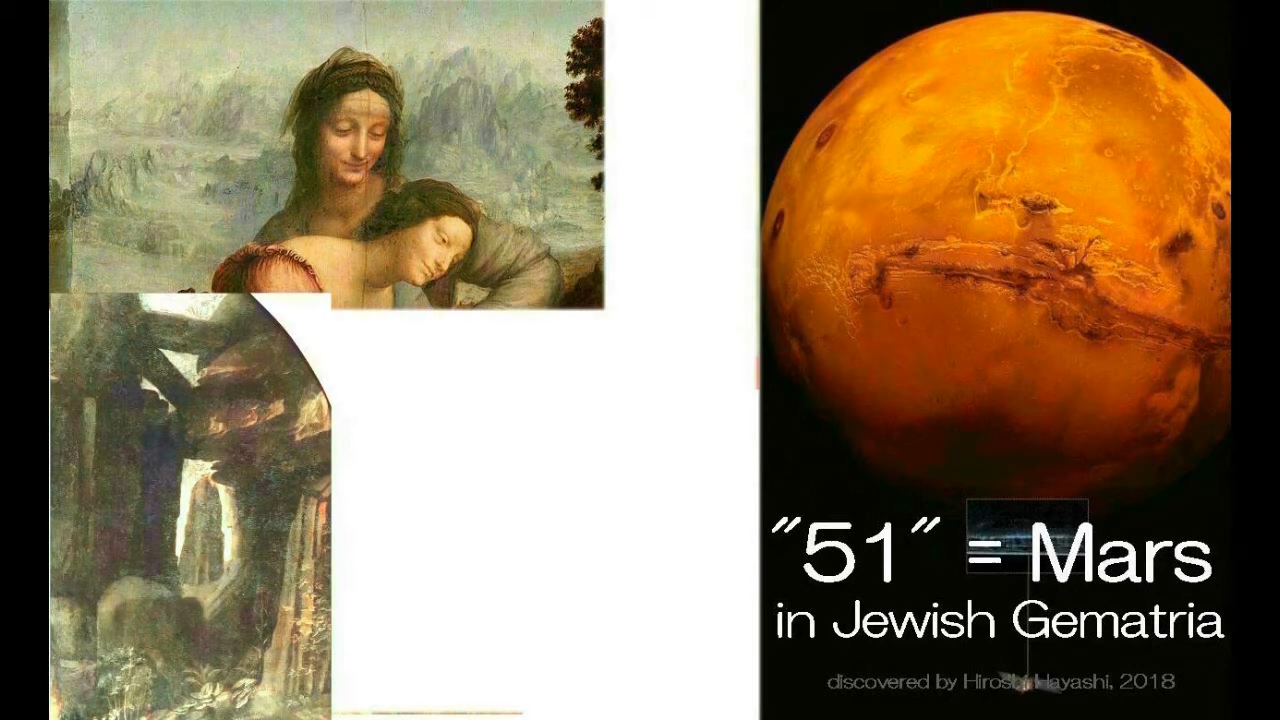 "51" = Mars
in Jewish Gematria
discovered by Hiroshi Hayashi, 2018